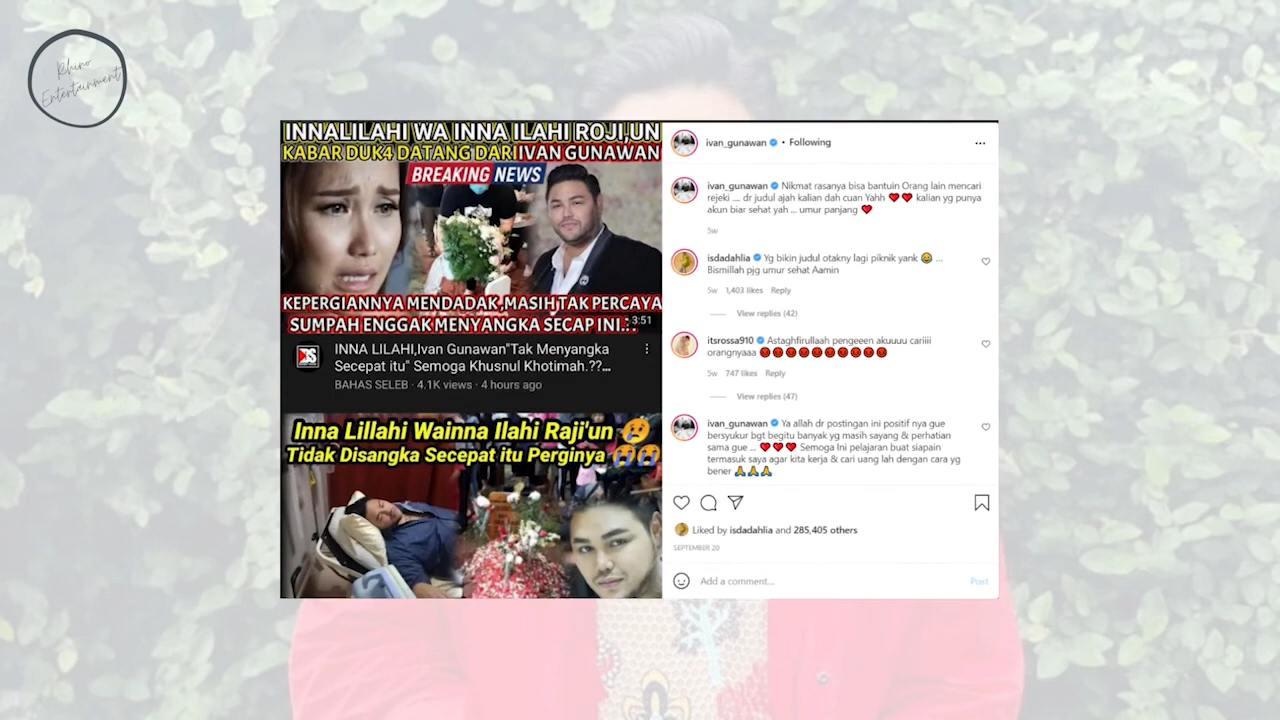 Rhino
Entertainment
INNALILAHI WA INNA ILAHI ROJI,UN
KABAR DUK4 DATANG DARI IVAN GUNAWAN
BREAKING NEWS
KEPERGIANNYA MENDADAK,MASIH TAK PERCAYA
SUMPAH ENGGAK MENYANGKA SECAP INI...
3:51
INNA LILAHI,Ivan Gunawan"Tak Menyangka
Secepat itu" Semoga Khusnul Khotimah.??...
BAHAS SELEB · 4.1K views · 4 hours ago
Inna Lillahi Wainna Ilahi Raji'un 😢
Tidak Disangka Secepat itu Perginya 😭😭
ivan_gunawan • Following
ivan_gunawan Nikmat rasanya bisa bantuin Orang lain mencari
rejeki .... dr judul ajah kalian dah cuan Yahh ❤️❤️ kalian yg punya
akun biar sehat yah ... umur panjang ❤️
5w
isdadahlia Yg bikin judul otakny lagi piknik yank 😂 ...
Bismillah pjg umur sehat Aamin
5w 1,403 likes Reply
View replies (42)
itsrossa910 Astaghfirullaah pengeeen akuuuu cariiii
orangnyaaa 😡😡😡😡😡😡😡😡😡😡
5w 747 likes Reply
View replies (47)
ivan_gunawan Ya allah dr postingan ini positif nya gue
bersyukur bgt begitu banyak yg masih sayang & perhatian
sama gue ... ❤️❤️❤️ Semoga Ini pelajaran buat siapain
termasuk saya agar kita kerja & cari uang lah dengan cara yg
bener 🙏🙏🙏
Liked by isdadahlia and 285,405 others
SEPTEMBER 20
Add a comment...
Post